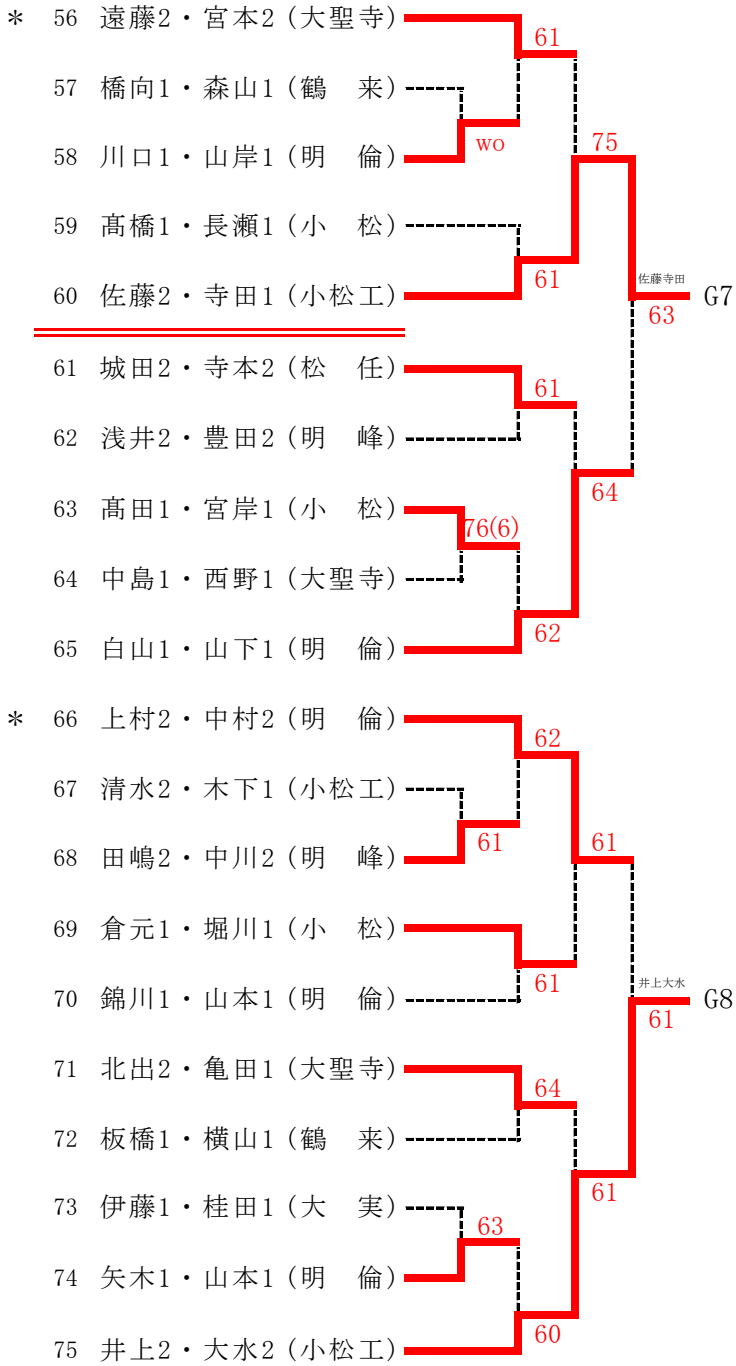 * 56 遠藤2・宮本2(大聖寺)
61
57 橋向1・森山1(鶴　来)
wo
75
58 川口1・山岸1(明　倫)
59 髙橋1・長瀬1(小　松)
61
佐藤寺田
60 佐藤2・寺田1(小松工)
G7
63
61 城田2・寺本2(松　任)
61
62 浅井2・豊田2(明　峰)
64
63 髙田1・宮岸1(小　松)
76(6)
64 中島1・西野1(大聖寺)
62
65 白山1・山下1(明　倫)
* 66 上村2・中村2(明　倫)
62
67 清水2・木下1(小松工)
61
61
68 田嶋2・中川2(明　峰)
69 倉元1・堀川1(小　松)
61
井上大水
70 錦川1・山本1(明　倫)
G8
61
71 北出2・亀田1(大聖寺)
64
72 板橋1・横山1(鶴　来)
61
73 伊藤1・桂田1(大　実)
63
74 矢木1・山本1(明　倫)
60
75 井上2・大水2(小松工)